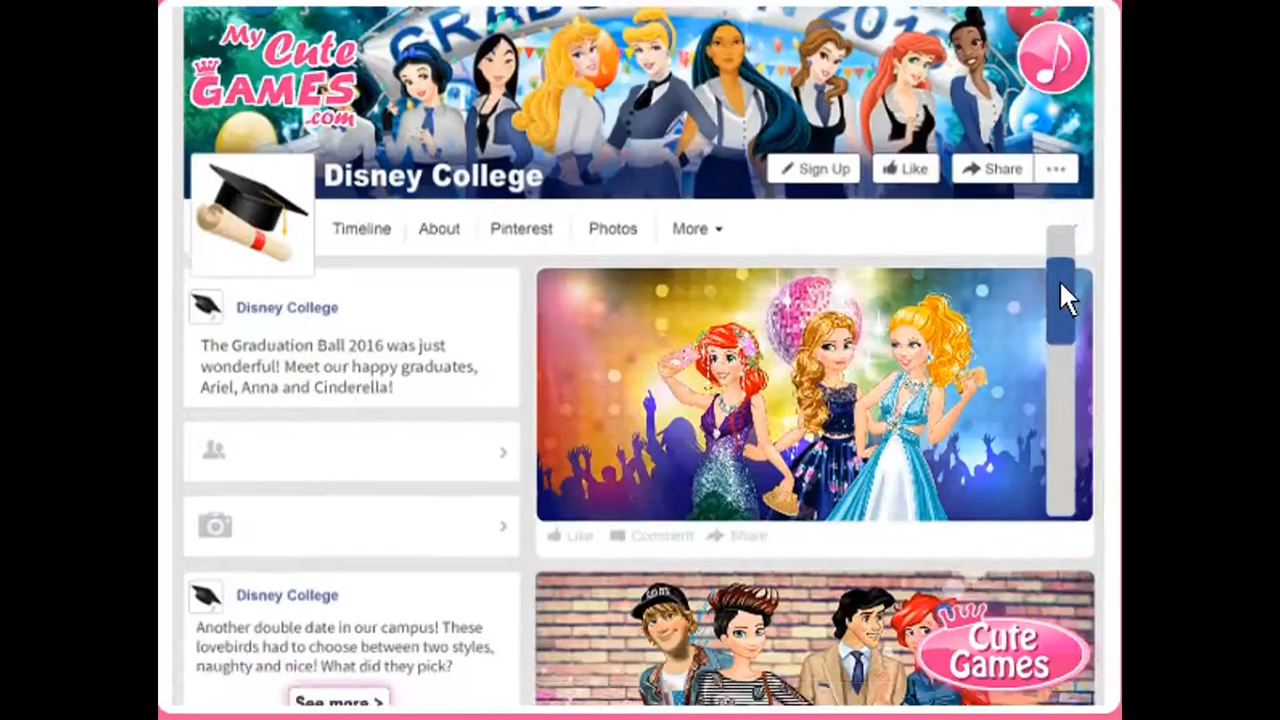 GRADUATION 2016
My Cute
GAMES
.com
Disney College
Sign Up
Like
Share
Timeline
About
Pinterest
Photos
More
Disney College
The Graduation Ball 2016 was just
wonderful! Meet our happy graduates,
Ariel, Anna and Cinderella!
Like
Comment
Share
Disney College
Another double date in our campus! These
lovebirds had to choose between two styles,
naughty and nice! What did they pick?
See more >
My
Cute
Games